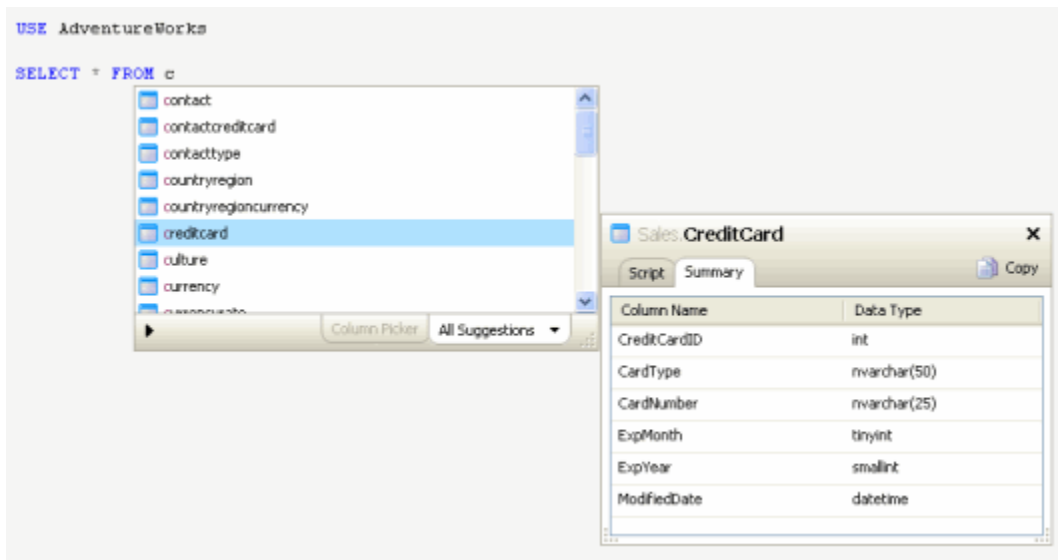 USE AdventureWorks
SELECT * FROM c
contact
contactcreditcard
contacttype
countryregion
countryregioncurrency
creditcard
culture
currency
Column Picker All Suggestions
Sales.CreditCard
Script Summary Copy
Column Name Data Type
CreditCardID int
CardType nvarchar(50)
CardNumber nvarchar(25)
ExpMonth tinyint
ExpYear smallint
ModifiedDate datetime